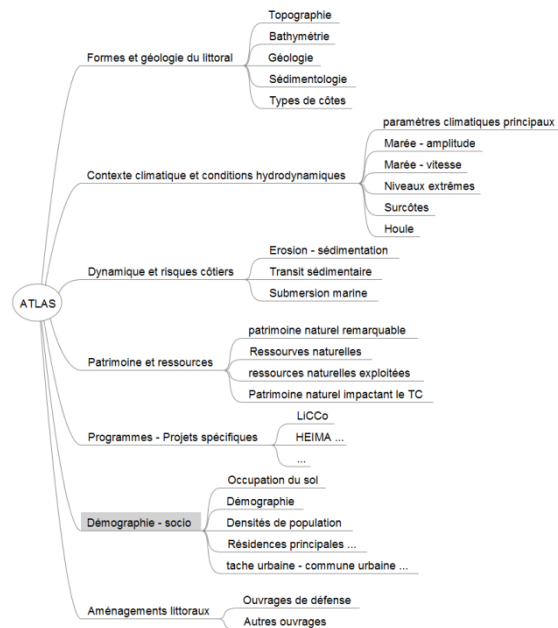 ATLAS
Formes et géologie du littoral
Topographie
Bathymétrie
Géologie
Sédimentologie
Types de côtes
Contexte climatique et conditions hydrodynamiques
paramètres climatiques principaux
Marée - amplitude
Marée - vitesse
Niveaux extrêmes
Surcôtes
Houle
Dynamique et risques côtiers
Erosion - sédimentation
Transit sédimentaire
Submersion marine
Patrimoine et ressources
patrimoine naturel remarquable
Ressourves naturelles
ressources naturelles exploitées
Patrimoine naturel impactant le TC
Programmes - Projets spécifiques
LiCCo
HEIMA ...
...
Démographie - socio
Occupation du sol
Démographie
Densités de population
Résidences principales ...
tache urbaine - commune urbaine ...
Aménagements littoraux
Ouvrages de défense
Autres ouvrages